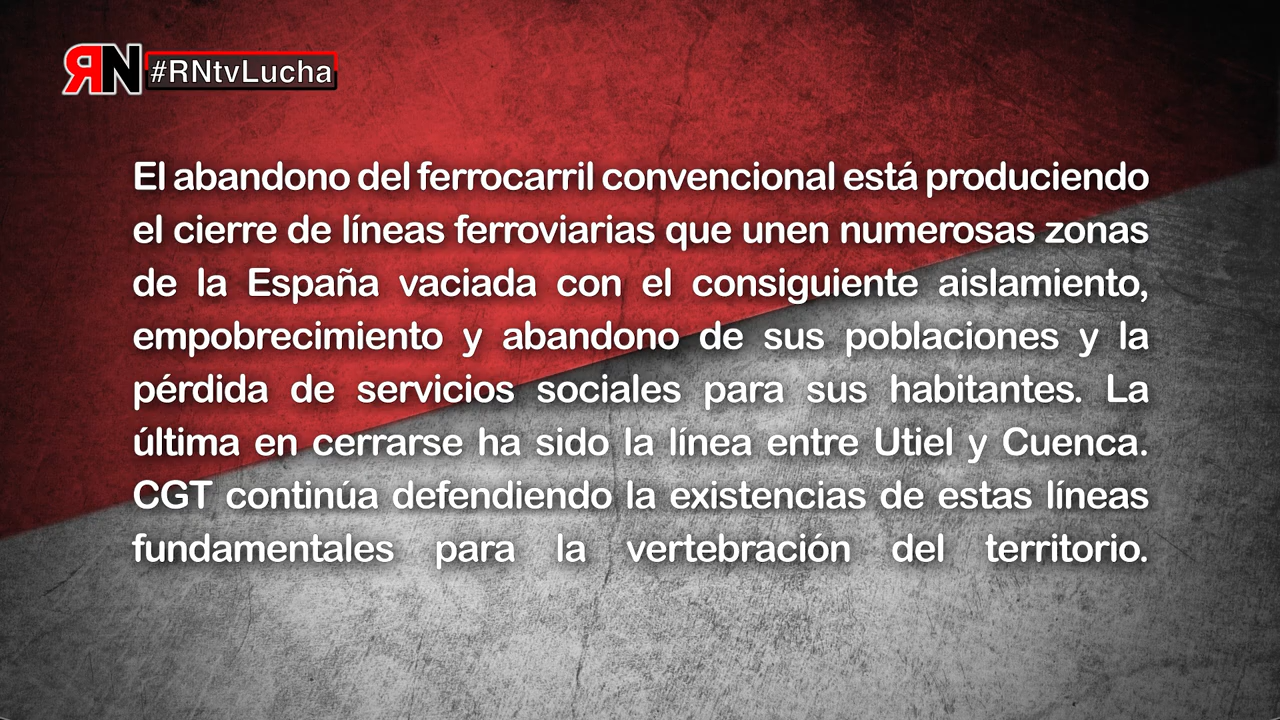 RN #RNtvLucha
El abandono del ferrocarril convencional está produciendo
el cierre de líneas ferroviarias que unen numerosas zonas
de la España vaciada con el consiguiente aislamiento,
empobrecimiento y abandono de sus poblaciones y la
pérdida de servicios sociales para sus habitantes. La
última en cerrarse ha sido la línea entre Utiel y Cuenca.
CGT continúa defendiendo la existencias de estas líneas
fundamentales para la vertebración del territorio.